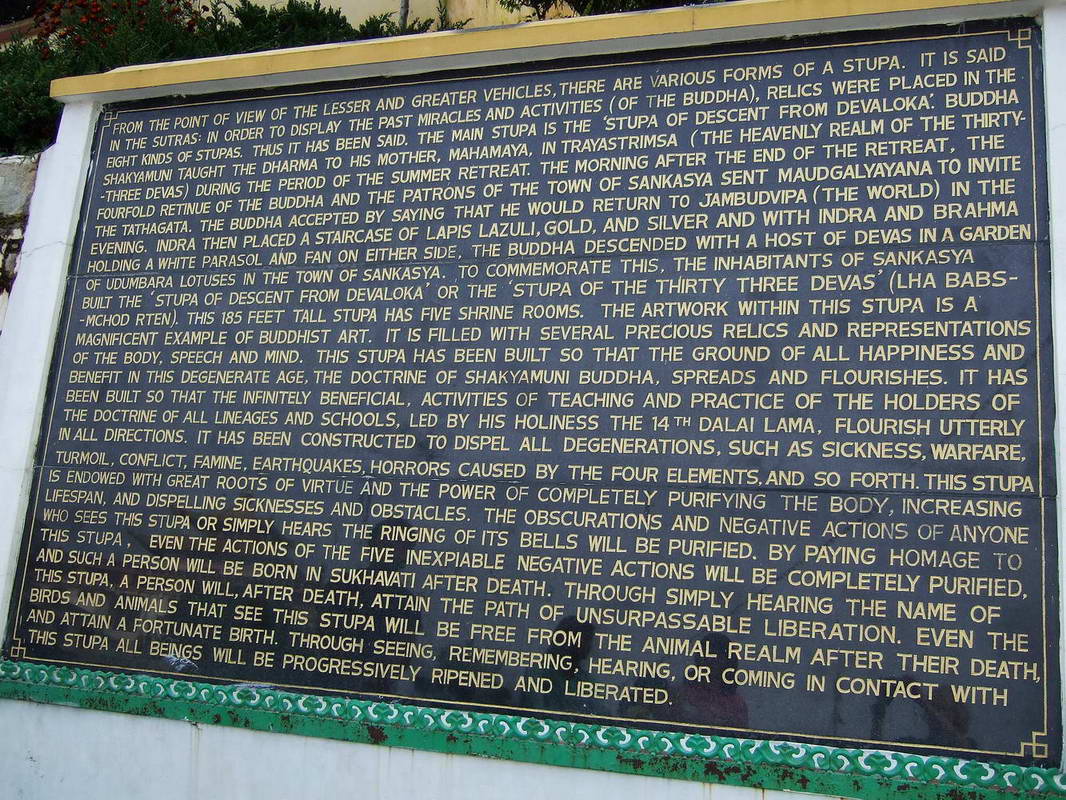 FROM THE POINT OF VIEW OF THE LESSER AND GREATER VEHICLES, THERE ARE VARIOUS FORMS OF A STUPA. IT IS SAID
IN THE SUTRAS: IN ORDER TO DISPLAY THE PAST MIRACLES AND ACTIVITIES (OF THE BUDDHA), RELICS WERE PLACED IN THE
EIGHT KINDS OF STUPAS. THUS IT HAS BEEN SAID. THE MAIN STUPA IS THE 'STUPA OF DESCENT FROM DEVALOKA'. BUDDHA
SHAKYAMUNI TAUGHT THE DHARMA TO HIS MOTHER, MAHAMAYA, IN TRAYASTRIMSA (THE HEAVENLY REALM OF THE THIRTY-
-THREE DEVAS) DURING THE PERIOD OF THE SUMMER RETREAT. THE MORNING AFTER THE END OF THE RETREAT, THE
FOURFOLD RETINUE OF THE BUDDHA AND THE PATRONS OF THE TOWN OF SANKASYA SENT MAUDGALYAYANA TO INVITE
THE TATHAGATA. THE BUDDHA ACCEPTED BY SAYING THAT HE WOULD RETURN TO JAMBUDVIPA (THE WORLD) IN THE
EVENING. INDRA THEN PLACED A STAIRCASE OF LAPIS LAZULI, GOLD, AND SILVER AND WITH INDRA AND BRAHMA
HOLDING A WHITE PARASOL AND FAN ON EITHER SIDE, THE BUDDHA DESCENDED WITH A HOST OF DEVAS IN A GARDEN
OF UDUMBARA LOTUSES IN THE TOWN OF SANKASYA. TO COMMEMORATE THIS, THE INHABITANTS OF SANKASYA
BUILT THE 'STUPA OF DESCENT FROM DEVALOKA' OR THE 'STUPA OF THE THIRTY THREE DEVAS' (LHA BABS-
-MCHOD RTEN). THIS 185 FEET TALL STUPA HAS FIVE SHRINE ROOMS. THE ARTWORK WITHIN THIS STUPA IS A
MAGNIFICENT EXAMPLE OF BUDDHIST ART. IT IS FILLED WITH SEVERAL PRECIOUS RELICS AND REPRESENTATIONS
OF THE BODY, SPEECH AND MIND. THIS STUPA HAS BEEN BUILT SO THAT THE GROUND OF ALL HAPPINESS AND
BENEFIT IN THIS DEGENERATE AGE, THE DOCTRINE OF SHAKYAMUNI BUDDHA, SPREADS AND FLOURISHES. IT HAS
BEEN BUILT SO THAT THE INFINITELY BENEFICIAL, ACTIVITIES OF TEACHING AND PRACTICE OF THE HOLDERS OF
THE DOCTRINE OF ALL LINEAGES AND SCHOOLS, LED BY HIS HOLINESS THE 14TH DALAI LAMA, FLOURISH UTTERLY
IN ALL DIRECTIONS. IT HAS BEEN CONSTRUCTED TO DISPEL ALL DEGENERATIONS, SUCH AS SICKNESS, WARFARE,
TURMOIL, CONFLICT, FAMINE, EARTHQUAKES, HORRORS CAUSED BY THE FOUR ELEMENTS, AND SO FORTH. THIS STUPA
IS ENDOWED WITH GREAT ROOTS OF VIRTUE AND THE POWER OF COMPLETELY PURIFYING THE BODY, INCREASING
LIFESPAN, AND DISPELLING SICKNESSES AND OBSTACLES. THE OBSCURATIONS AND NEGATIVE ACTIONS OF ANYONE
WHO SEES THIS STUPA OR SIMPLY HEARS THE RINGING OF ITS BELLS WILL BE PURIFIED. BY PAYING HOMAGE TO
THIS STUPA, EVEN THE ACTIONS OF THE FIVE INEXPIABLE NEGATIVE ACTIONS WILL BE COMPLETELY PURIFIED,
AND SUCH A PERSON WILL BE BORN IN SUKHAVATI AFTER DEATH. THROUGH SIMPLY HEARING THE NAME OF
THIS STUPA, A PERSON WILL, AFTER DEATH, ATTAIN THE PATH OF UNSURPASSABLE LIBERATION. EVEN THE
BIRDS AND ANIMALS THAT SEE THIS STUPA WILL BE FREE FROM THE ANIMAL REALM AFTER THEIR DEATH,
AND ATTAIN A FORTUNATE BIRTH. THROUGH SEEING, REMEMBERING, HEARING, OR COMING IN CONTACT WITH
THIS STUPA ALL BEINGS WILL BE PROGRESSIVELY RIPENED AND LIBERATED.